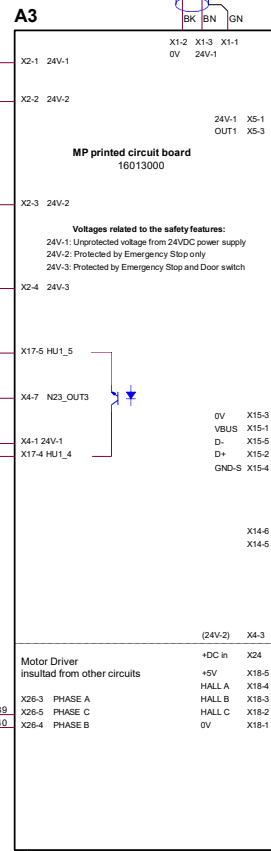 A3
BK BN GN
X1-2 X1-3 X1-1
0V 24V-1
X2-1 24V-1
X2-2 24V-2
24V-1 X5-1
OUT1 X5-3
MP printed circuit board
16013000
X2-3 24V-2
Voltages related to the safety features:
24V-1: Unprotected voltage from 24VDC power supply
24V-2: Protected by Emergency Stop only
24V-3: Protected by Emergency Stop and Door switch
X2-4 24V-3
X17-5 HU1_5
X4-7 N23_OUT3
0V X15-3
VBUS X15-1
X4-1 24V-1
D- X15-5
X17-4 HU1_4
D+ X15-2
GND-S X15-4
X14-6
X14-5
(24V-2) X4-3
Motor Driver
+DC in X24
insultad from other circuits
+5V X18-5
HALL A X18-4
X26-3 PHASE A
HALL B X18-3
X26-5 PHASE C
HALL C X18-2
X26-4 PHASE B
0V X18-1